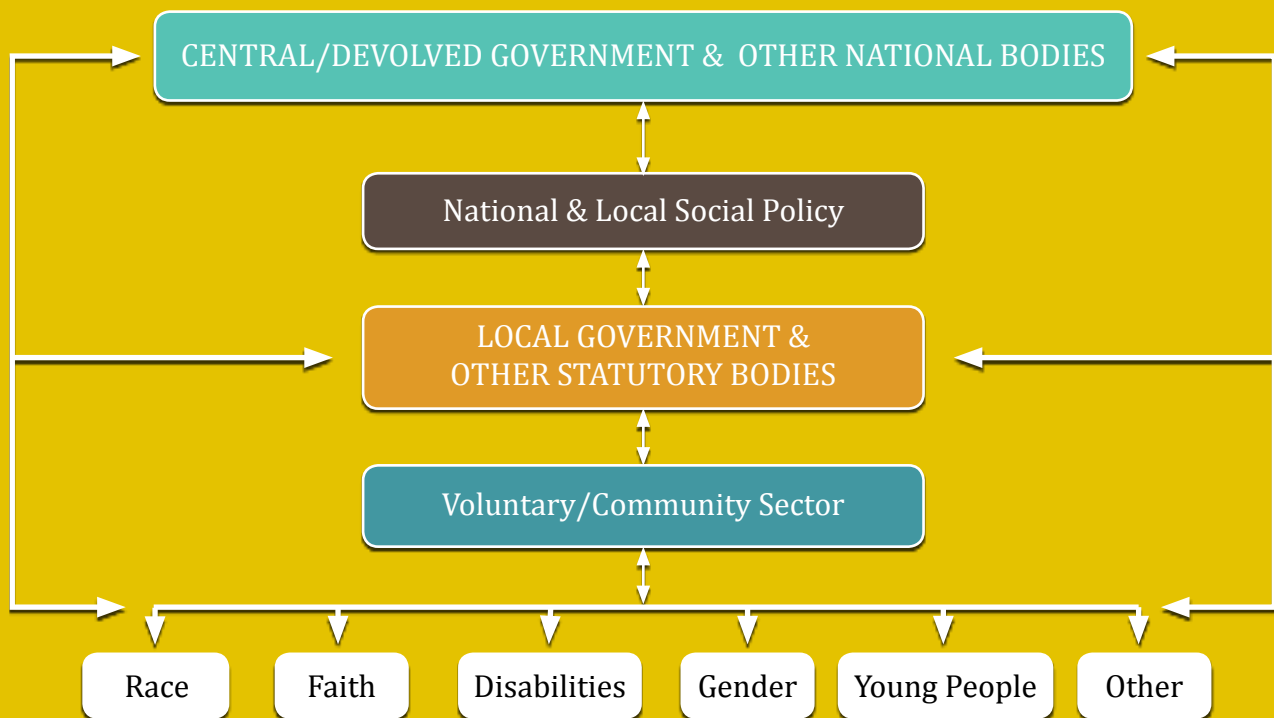 CENTRAL/DEVOLVED GOVERNMENT & OTHER NATIONAL BODIES
National & Local Social Policy
LOCAL GOVERNMENT &
OTHER STATUTORY BODIES
Voluntary/Community Sector
Race Faith Disabilities Gender Young People Other